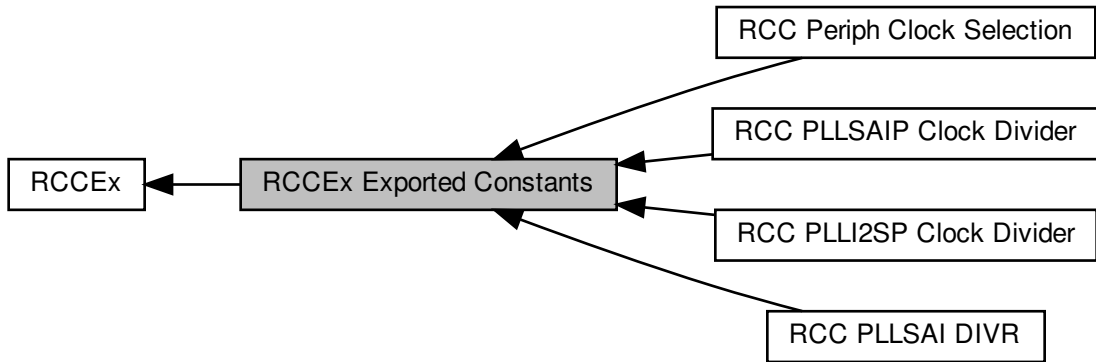 RCC Periph Clock Selection
RCC PLLSAIP Clock Divider
RCCEx
RCCEx Exported Constants
RCC PLLI2SP Clock Divider
RCC PLLSAI DIVR